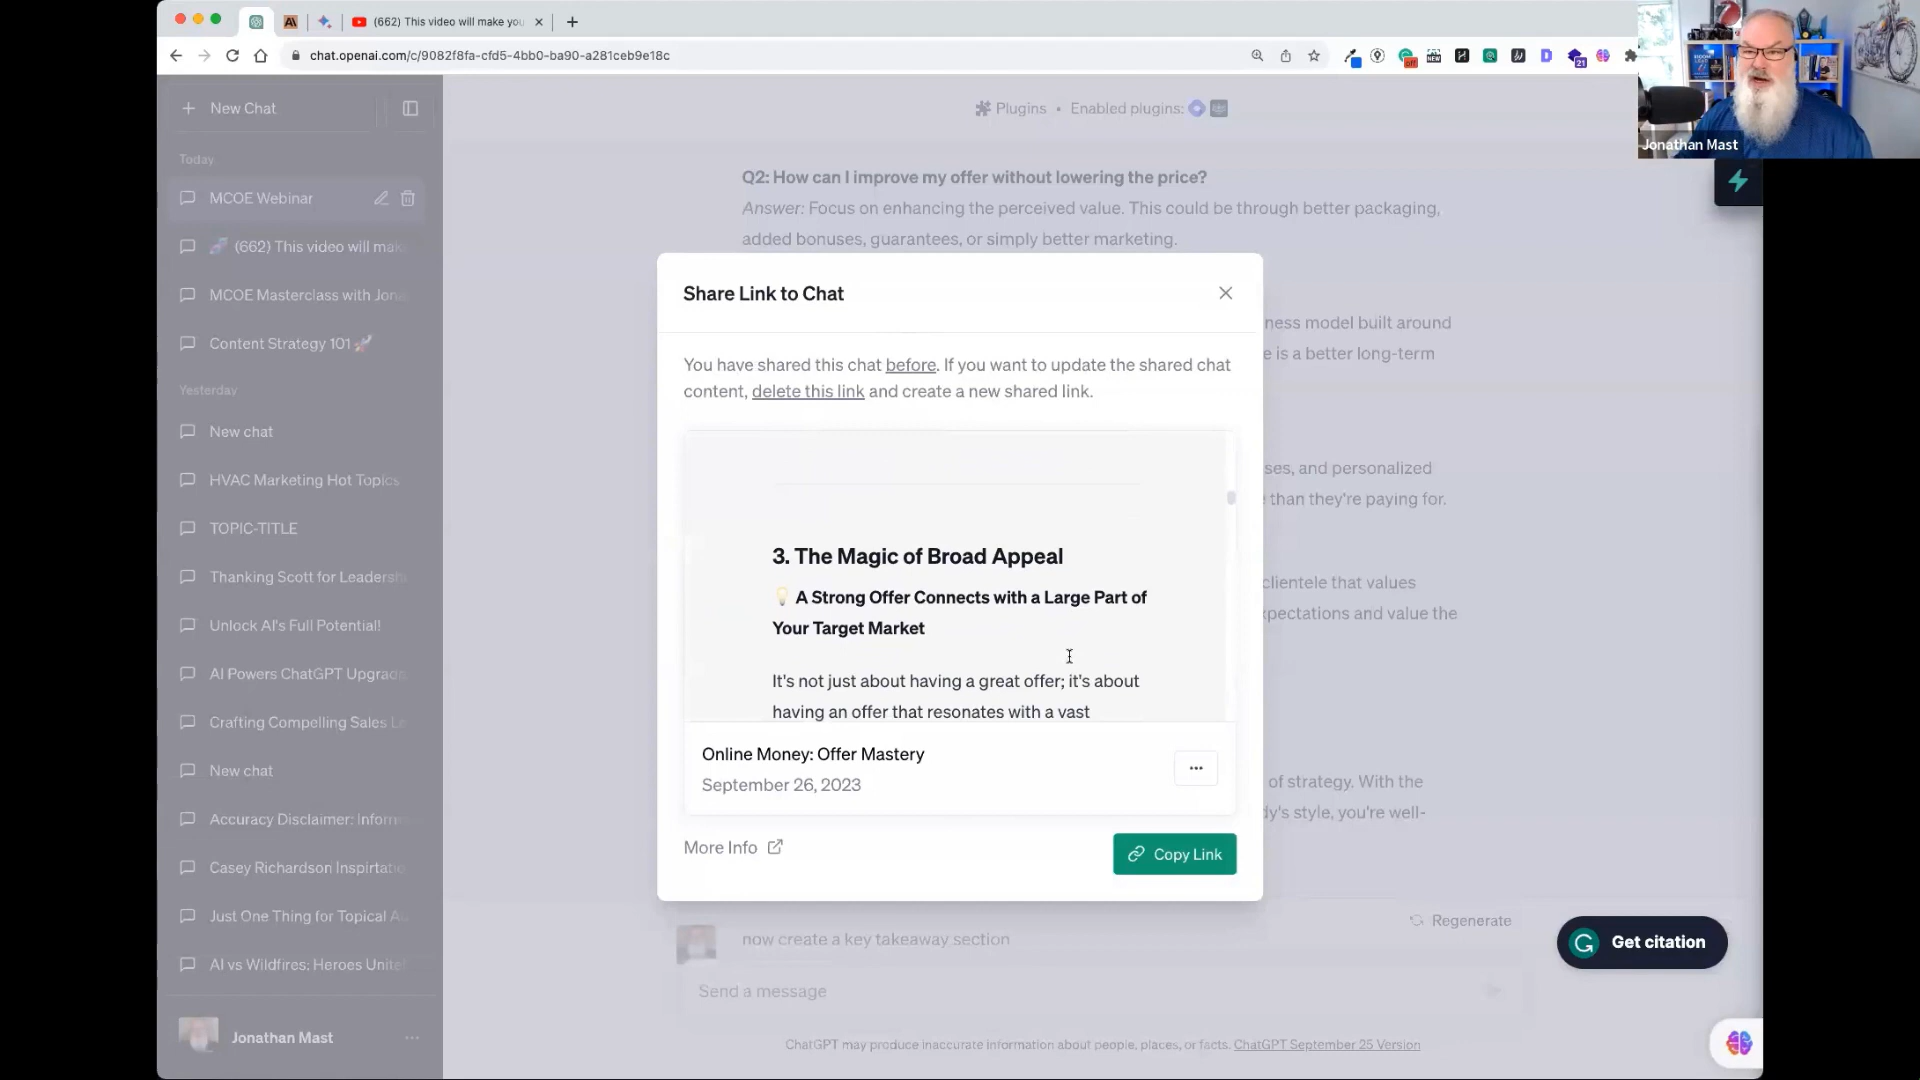 (662) This video will make you
chat.openai.com/c/9082f8fa-cfd5-4bb0-ba90-a281ceb9e18c
off
NEW
21
New Chat
Plugins • Enabled plugins:
Jonathan Mast
Today
MCOE Webinar
(662) This video will make
MCOE Masterclass with Jona
Content Strategy 101
Yesterday
New chat
HVAC Marketing Hot Topics
TOPIC-TITLE
Thanking Scott for Leadersh
Unlock AI's Full Potential!
AI Powers ChatGPT Upgrad
Crafting Compelling Sales Le
New chat
Accuracy Disclaimer: Inform
Casey Richardson Inspirtatio
Just One Thing for Topical A
AI vs Wildfires: Heroes Unite!
Jonathan Mast
Q2: How can I improve my offer without lowering the price?
Answer: Focus on enhancing the perceived value. This could be through better packaging,
added bonuses, guarantees, or simply better marketing.
ness model built around
e is a better long-term
ses, and personalized
e than they're paying for.
clientele that values
xpectations and value the
of strategy. With the
dy's style, you're well-
Share Link to Chat
You have shared this chat before. If you want to update the shared chat
content, delete this link and create a new shared link.
3. The Magic of Broad Appeal
💡 A Strong Offer Connects with a Large Part of
Your Target Market
It's not just about having a great offer; it's about
having an offer that resonates with a vast
Online Money: Offer Mastery
September 26, 2023
More Info
Copy Link
Regenerate
now create a key takeaway section
Get citation
Send a message
ChatGPT may produce inaccurate information about people, places, or facts. ChatGPT September 25 Version